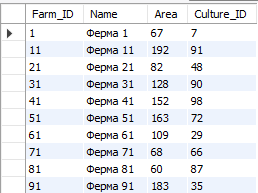 Farm_ID Name Area Culture_ID
1 Ферма 1 67 7
11 Ферма 11 192 91
21 Ферма 21 82 48
31 Ферма 31 128 90
41 Ферма 41 152 98
51 Ферма 51 163 72
61 Ферма 61 109 29
71 Ферма 71 68 66
81 Ферма 81 60 87
91 Ферма 91 183 35